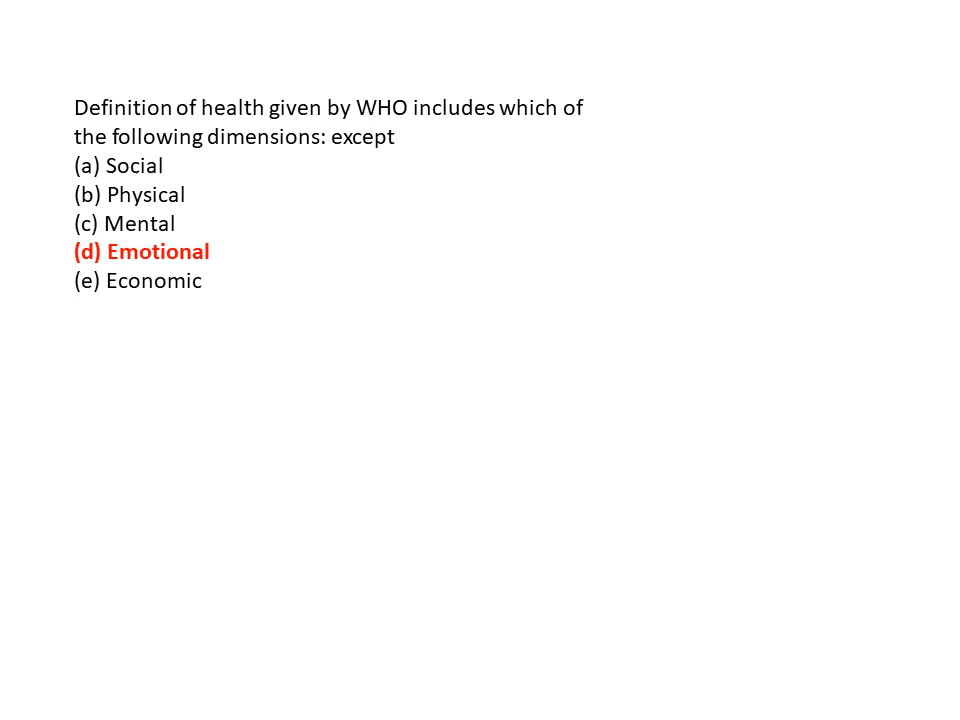 Definition of health given by WHO includes which of
the following dimensions: except
(a) Social
(b) Physical
(c) Mental
(d) Emotional
(e) Economic